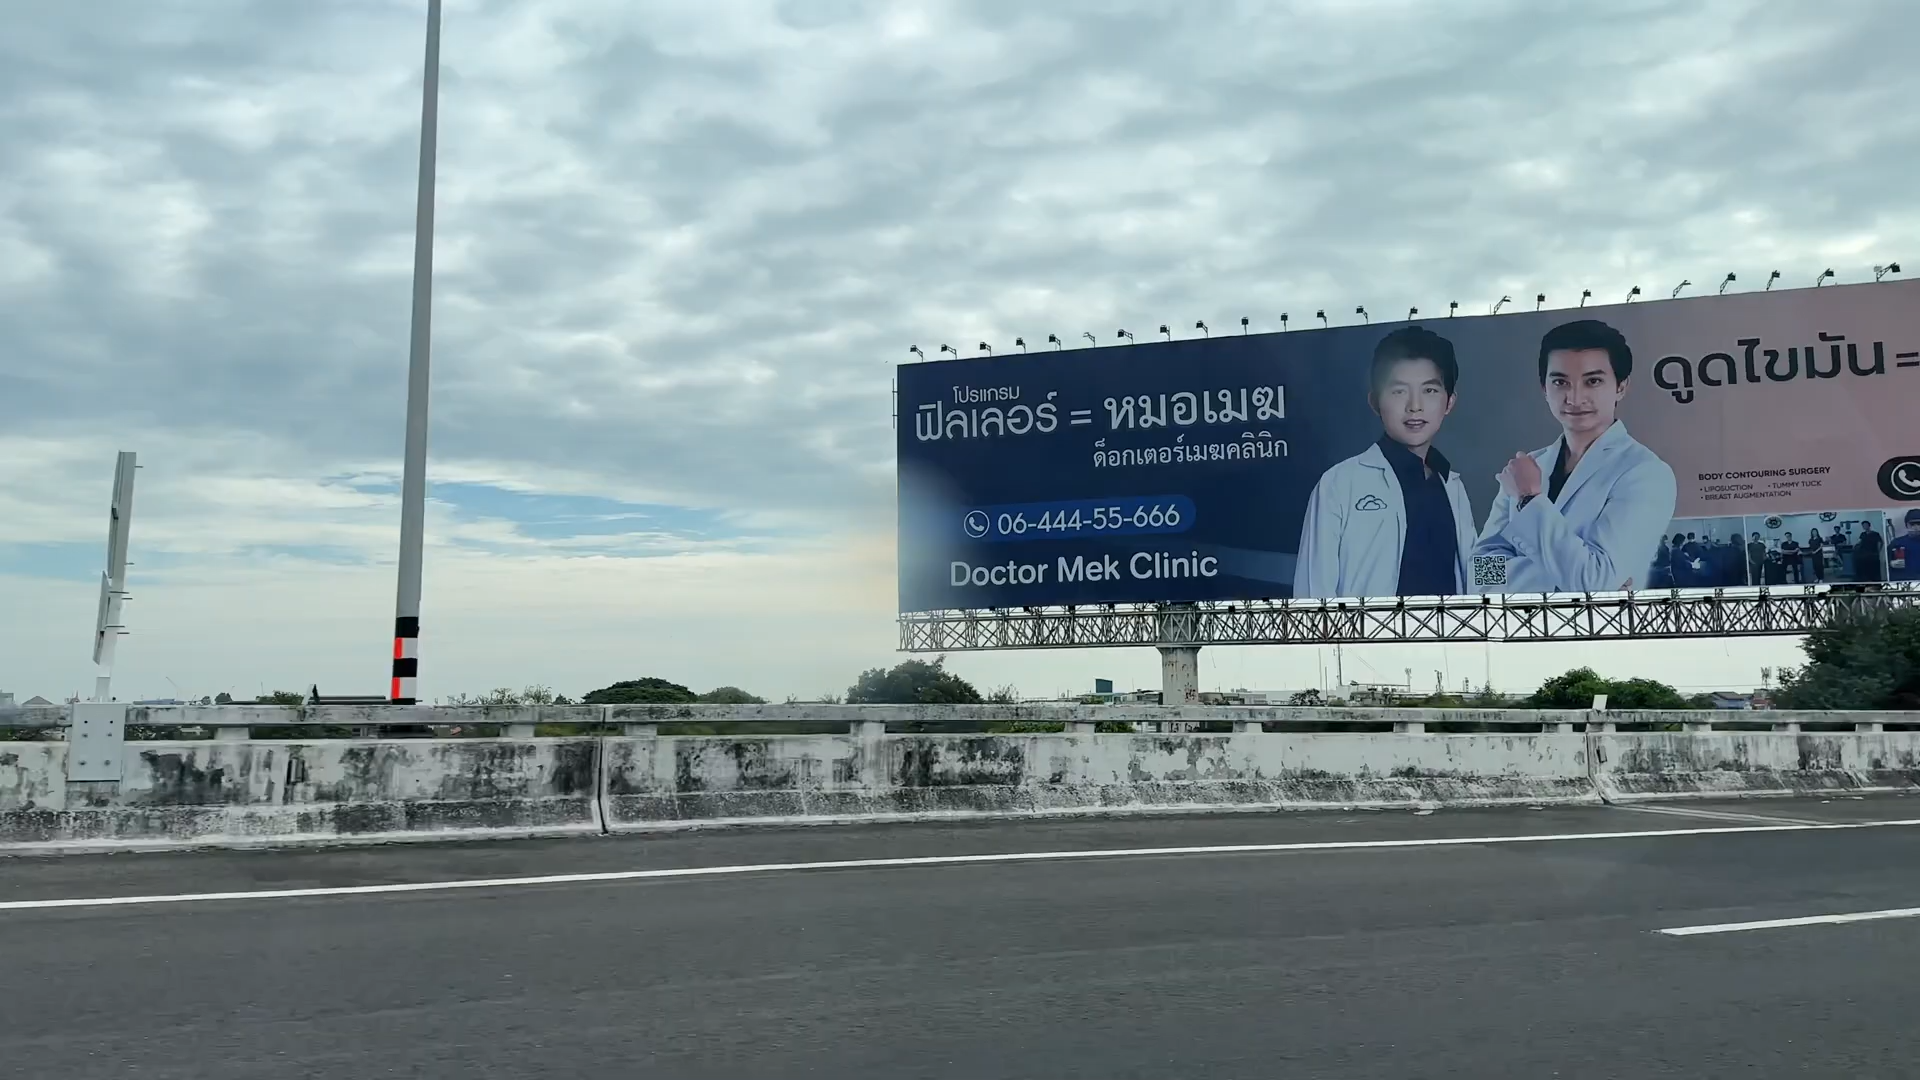 โปรแกรม
ฟิลเลอร์ = หมอเมฆ
ด็อกเตอร์เมฆคลินิก
06-444-55-666
Doctor Mek Clinic
ดูดไขมัน =
BODY CONTOURING SURGERY
• LIPOSUCTION • TUMMY TUCK
• BREAST AUGMENTATION